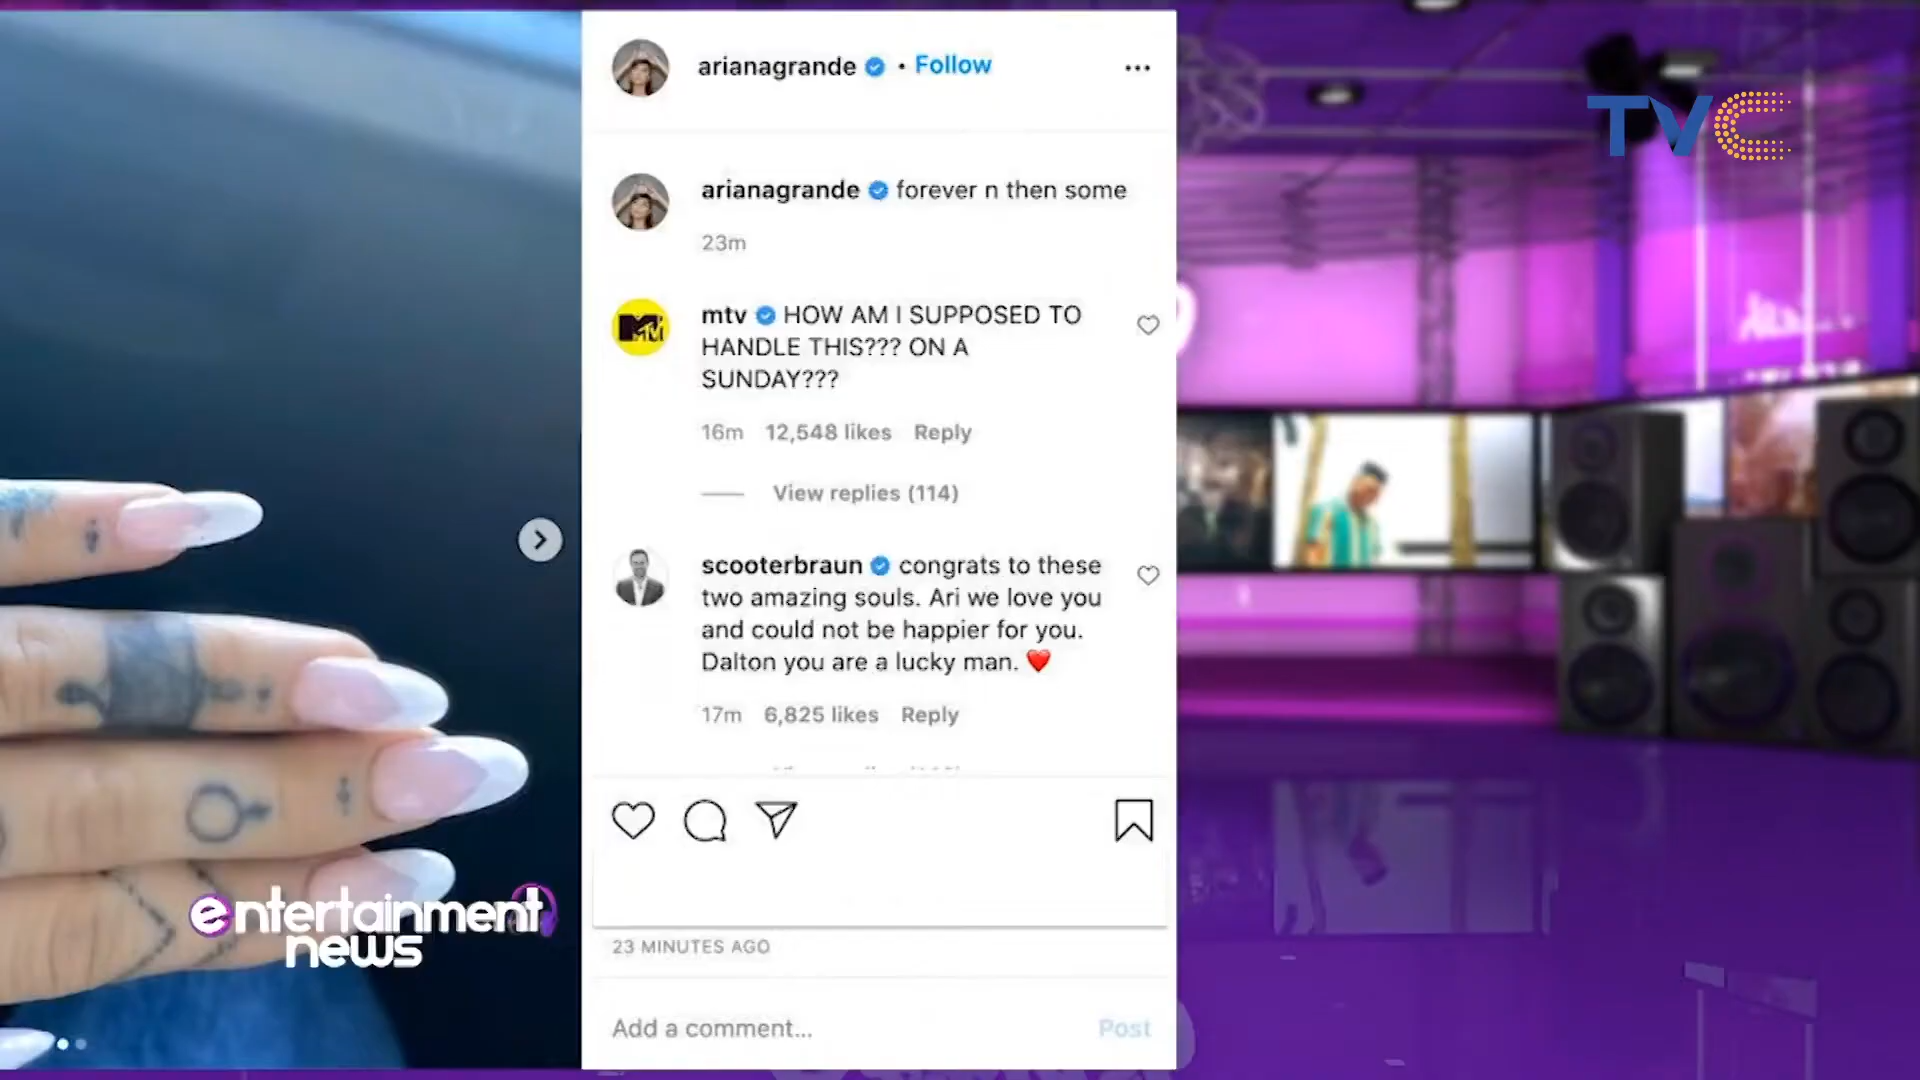 arianagrande • Follow
TVC
arianagrande forever n then some
23m
mtv HOW AM I SUPPOSED TO
HANDLE THIS??? ON A
SUNDAY???
16m 12,548 likes Reply
View replies (114)
scooterbraun congrats to these
two amazing souls. Ari we love you
and could not be happier for you.
Dalton you are a lucky man. ❤️
17m 6,825 likes Reply
entertainment
news
23 MINUTES AGO
Add a comment... Post